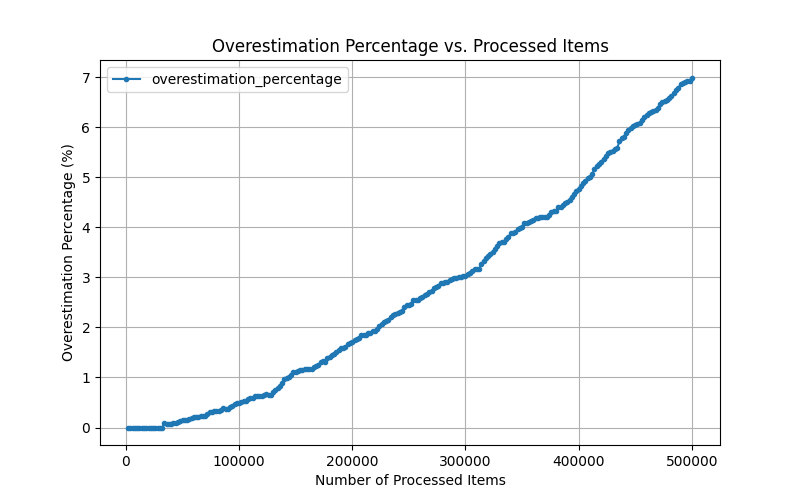 Overestimation Percentage vs. Processed Items
overestimation_percentage
Overestimation Percentage (%)
7
6
5
4
3
2
1
0
0 100000 200000 300000 400000 500000
Number of Processed Items